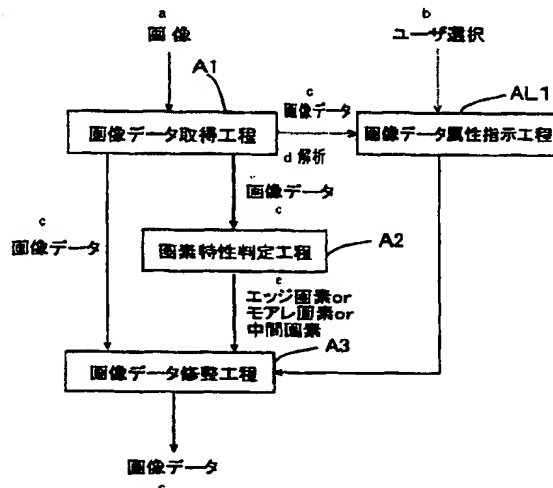 a
画像
b
ユーザ選択
A1
AL1
画像データ取得工程
c
画像データ
d 解析
画像データ属性指示工程
画像データ
c
c
画像データ
画素特性判定工程
A2
e
エッジ画素or
モアレ画素or
中間画素
A3
画像データ修整工程
画像データ
c